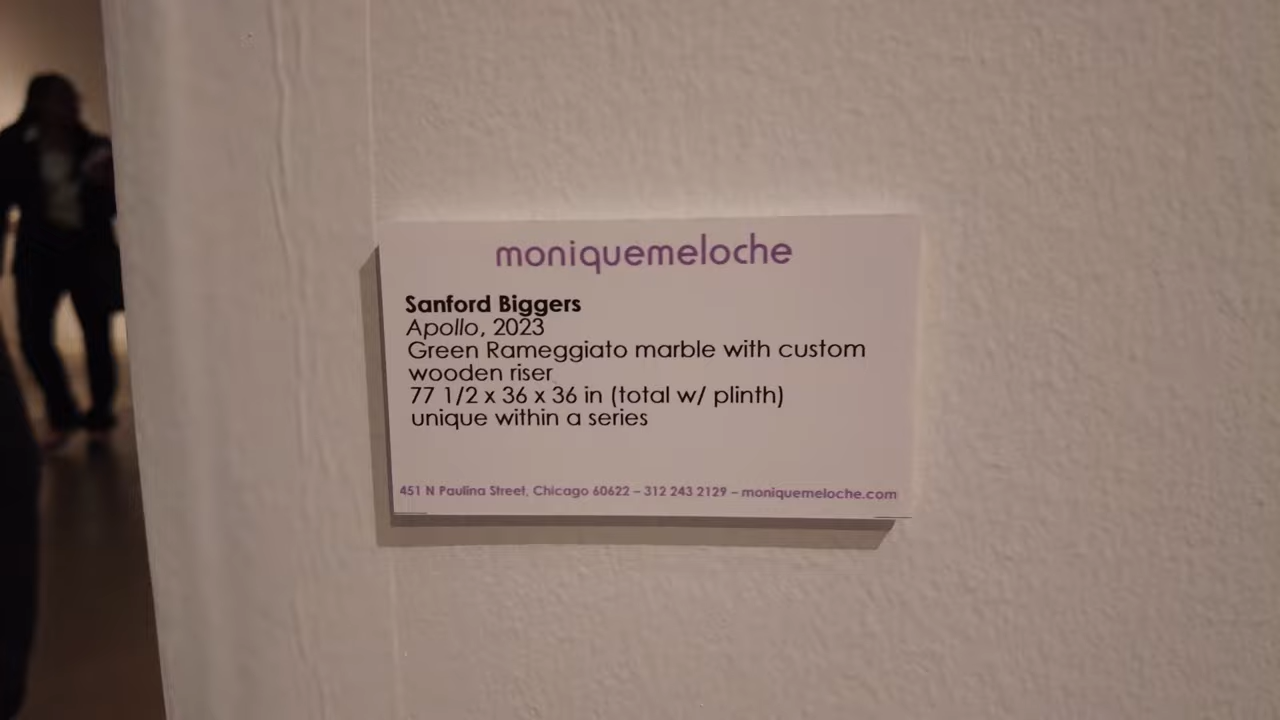 moniquemeloche
Sanford Biggers
Apollo, 2023
Green Rameggiato marble with custom
wooden riser
77 1/2 x 36 x 36 in (total w/ plinth)
unique within a series
451 N Paulina Street, Chicago 60622 – 312 243 2129 – moniquemeloche.com